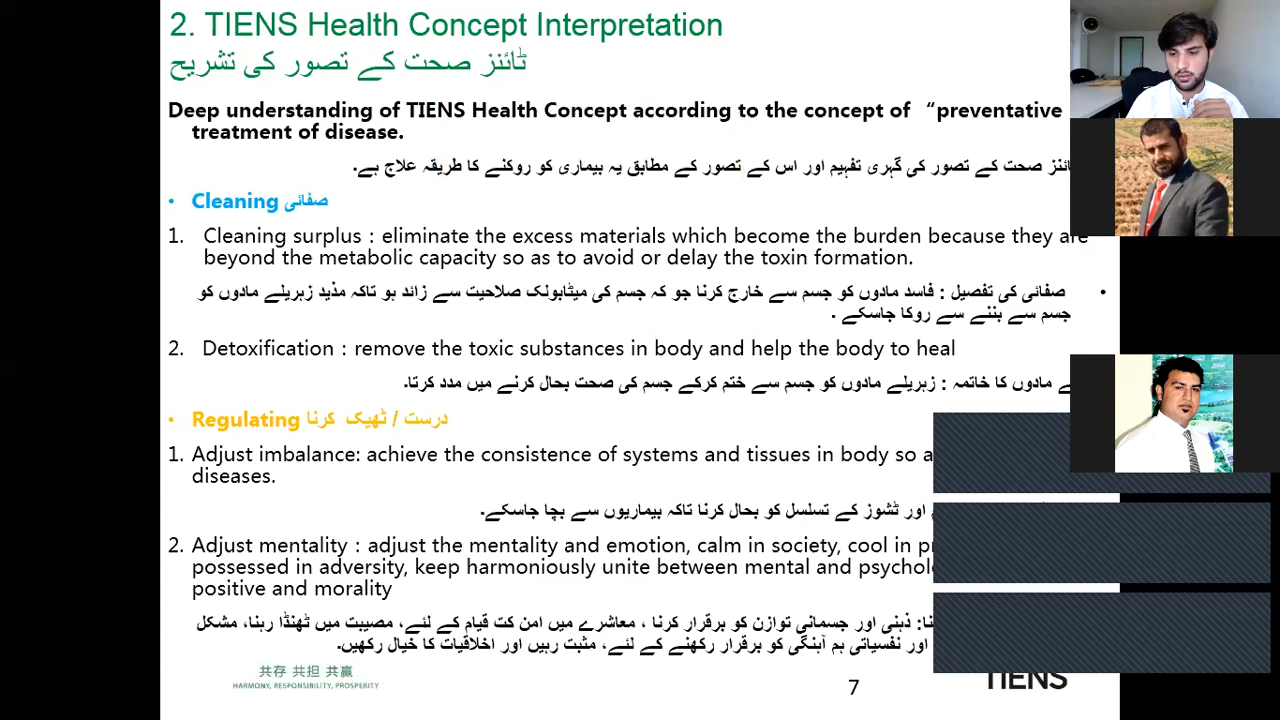 2. TIENS Health Concept Interpretation
ٹائنز صحت کے تصور کی تشریح
Deep understanding of TIENS Health Concept according to the concept of “preventative
treatment of disease.
صحت کے تصور کی گہری تفہیم اور اس کے تصور کے مطابق یہ بیماری کو روکنے کا طریقہ علاج ہے۔
• Cleaning صفائی
1. Cleaning surplus : eliminate the excess materials which become the burden because they are
beyond the metabolic capacity so as to avoid or delay the toxin formation.
• صفائی کی تفصیل : فاسد مادوں کو جسم سے خارج کرنا جو کہ جسم کی میٹابولک صلاحیت سے زائد ہو تاکہ مذید زہریلے مادوں کو
جسم سے بننے سے روکا جاسکے .
2. Detoxification : remove the toxic substances in body and help the body to heal
مادوں کا خاتمہ : زہریلے مادوں کو جسم سے ختم کرکے جسم کی صحت بحال کرنے میں مدد کرتا۔
• Regulating درست / ٹھیک کرنا
1. Adjust imbalance: achieve the consistence of systems and tissues in body so
diseases.
اور ٹشوز کے تسلسل کو بحال کرنا تاکہ بیماریوں سے بچا جاسکے۔
2. Adjust mentality : adjust the mentality and emotion, calm in society, cool in
possessed in adversity, keep harmoniously unite between mental and
positive and morality
ذہنی اور جسمانی توازن کو برقرار کرنا ، معاشرے میں امن کت قیام کے لئے، مصیبت میں ٹھنڈا رہنا، مشکل
اور نفسیاتی ہم آہنگی کو برقرار رکھنے کے لئے، مثبت رہیں اور اخلاقیات کا خیال رکھیں۔
共存 共担 共赢
HARMONY, RESPONSIBILITY, PROSPERITY
7
TIENS